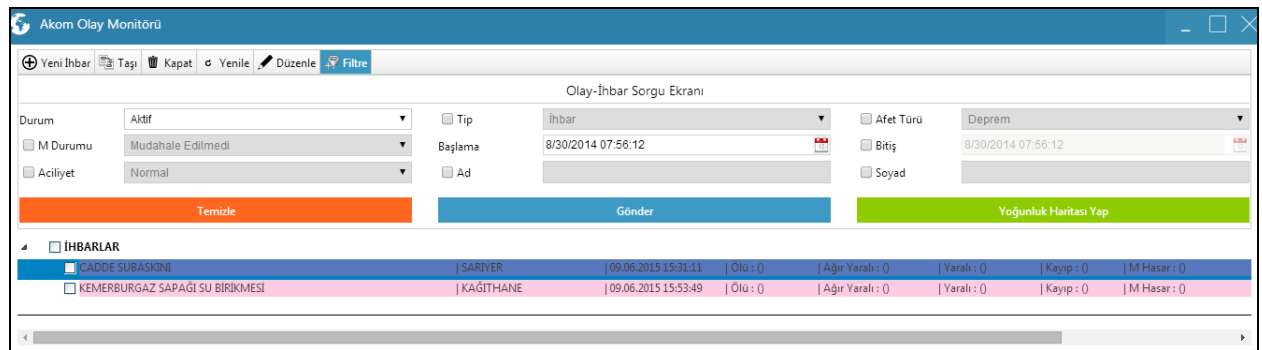 Akom Olay Monitörü
Yeni İhbar Taşı Kapat Yenile Düzenle Filtre
Olay-İhbar Sorgu Ekranı
Durum Aktif Tip İhbar Afet Türü Deprem
M Durumu Mudahale Edilmedi Başlama 8/30/2014 07:56:12 Bitiş 8/30/2014 07:56:12
Aciliyet Normal Ad Soyad
Temizle Gönder Yoğunluk Haritası Yap
İHBARLAR
CADDE SUBASKINI | SARIYER | 09.06.2015 15:31:11 | Ölü : () | Ağır Yaralı : () | Yaralı : () | Kayıp : () | M Hasar : ()
KEMERBURGAZ SAPAĞI SU BİRİKMESİ | KAĞITHANE | 09.06.2015 15:53:49 | Ölü : () | Ağır Yaralı : () | Yaralı : () | Kayıp : () | M Hasar : ()